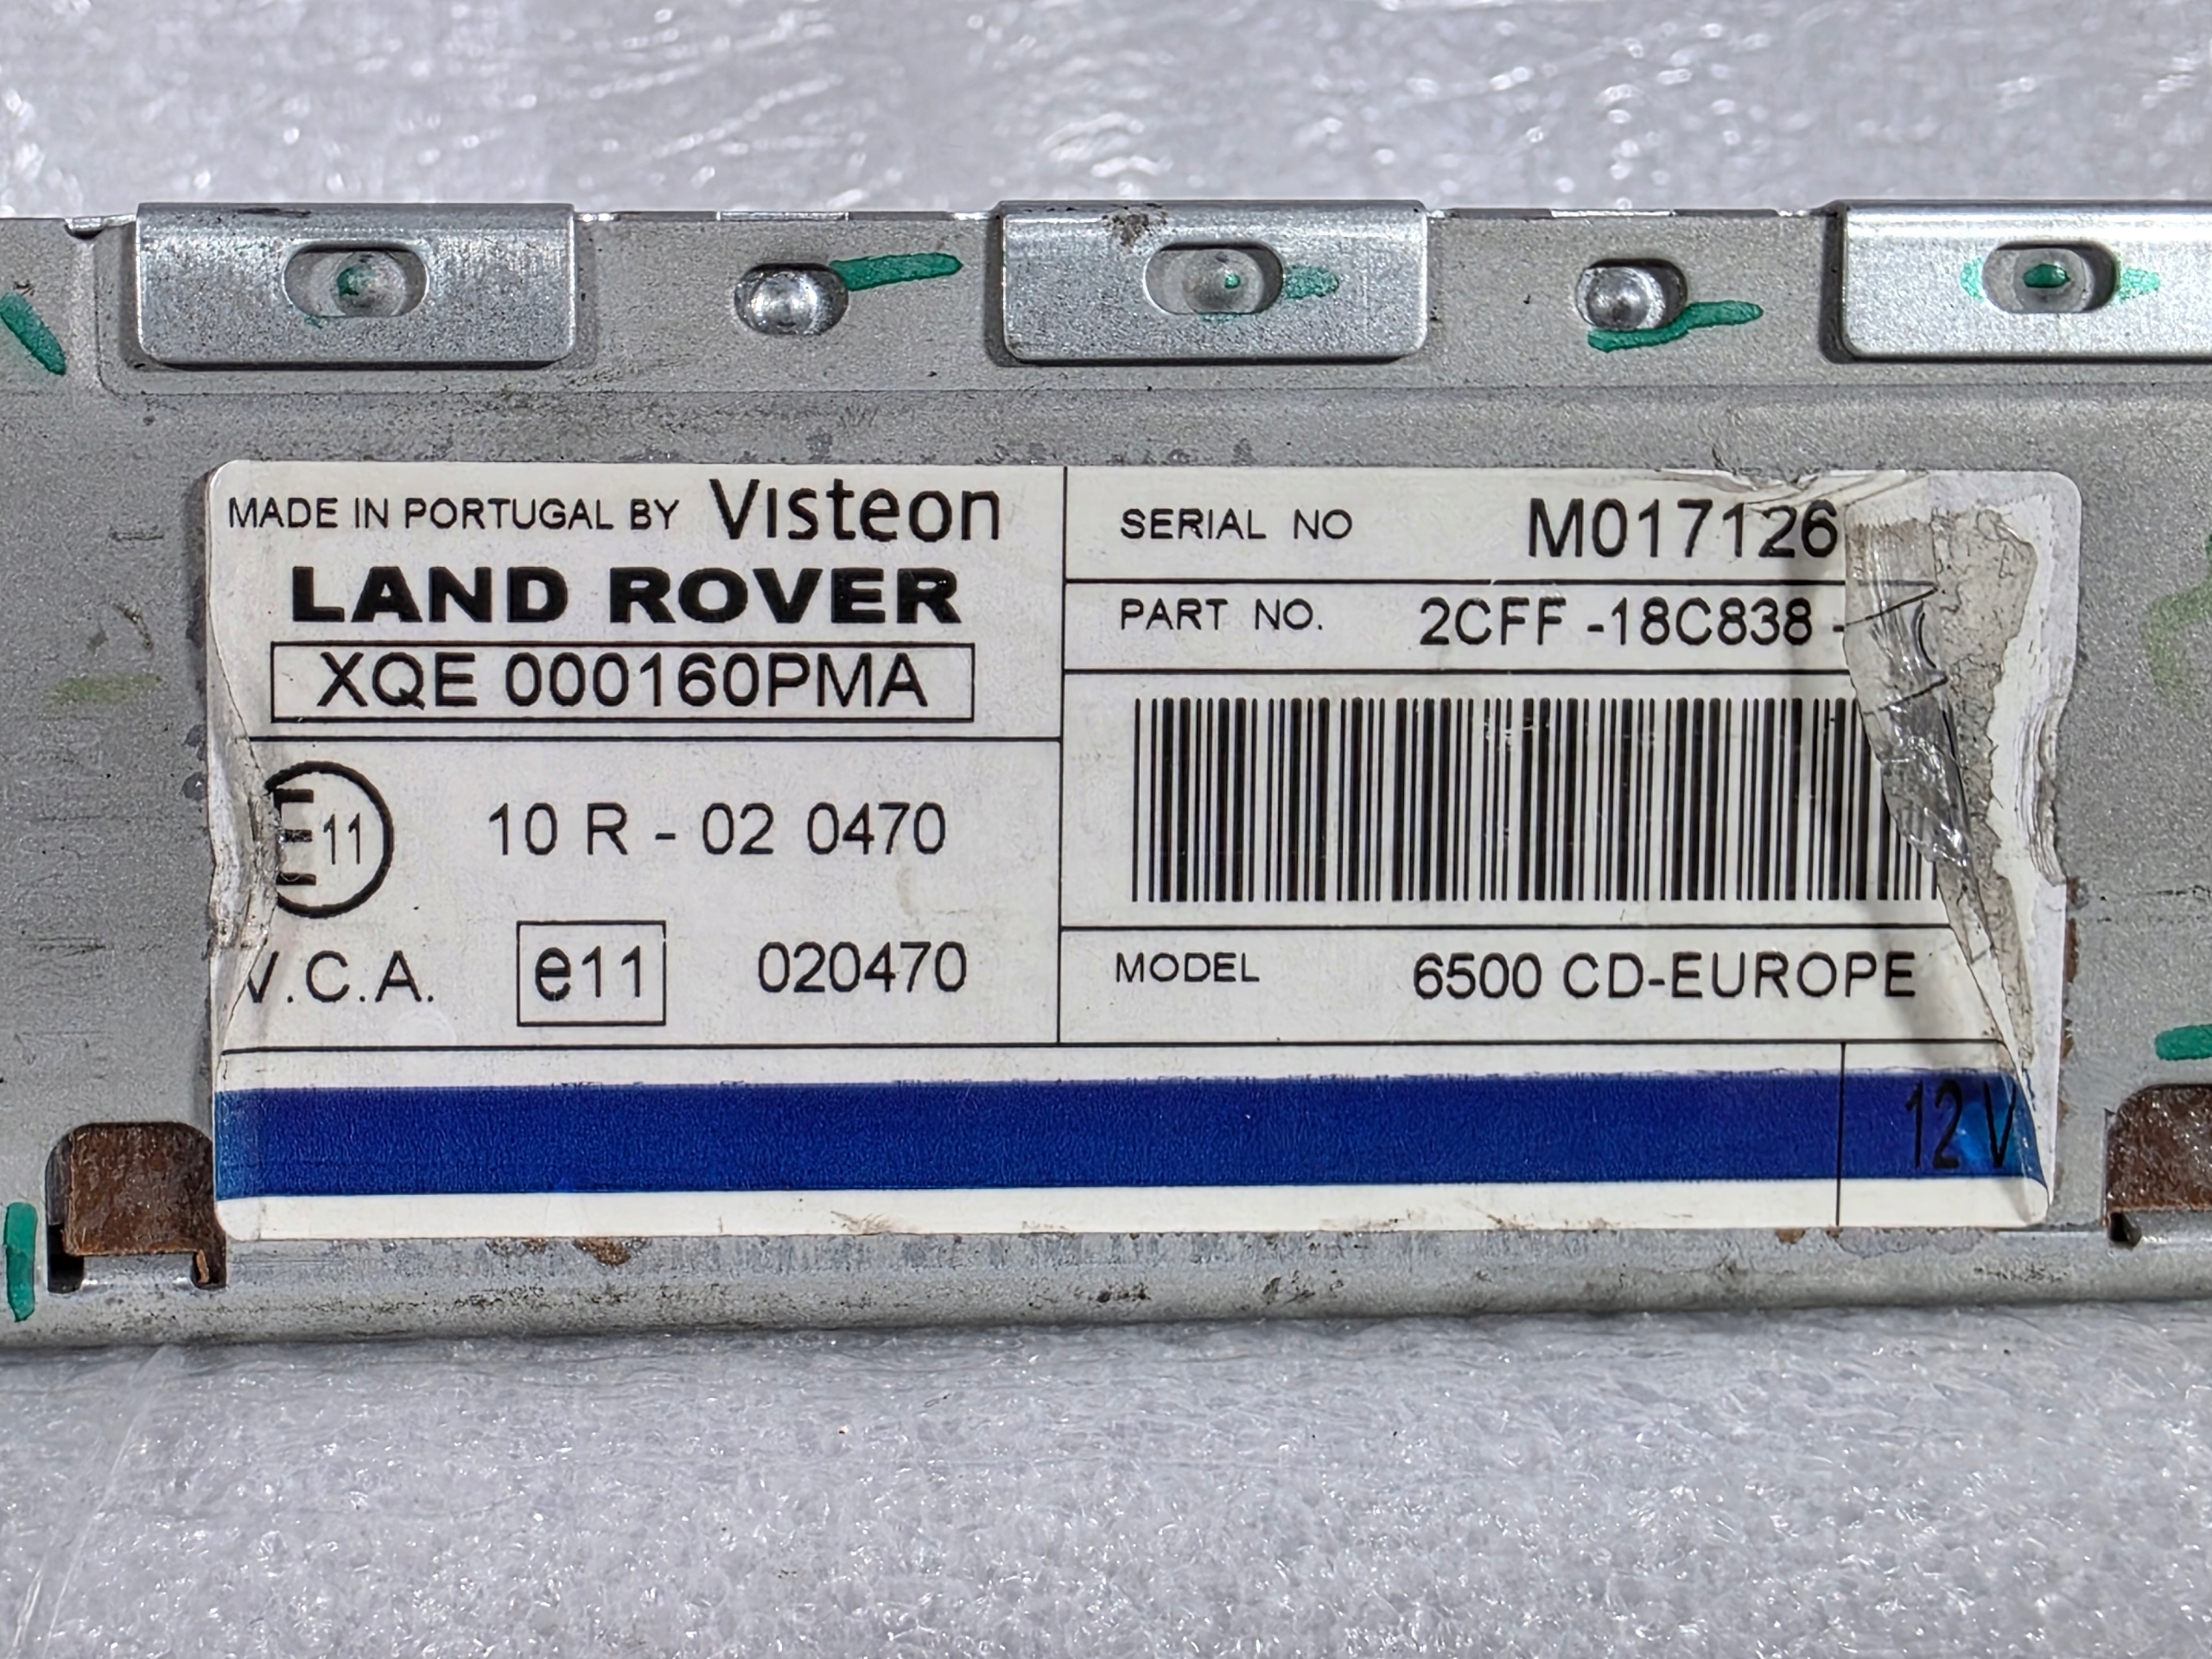 MADE IN PORTUGAL BY Visteon
LAND ROVER
XQE 000160PMA
E11 10 R - 02 0470
V.C.A. e11 020470
SERIAL NO M017126
PART NO. 2CFF -18C838 -
MODEL 6500 CD-EUROPE
12 V